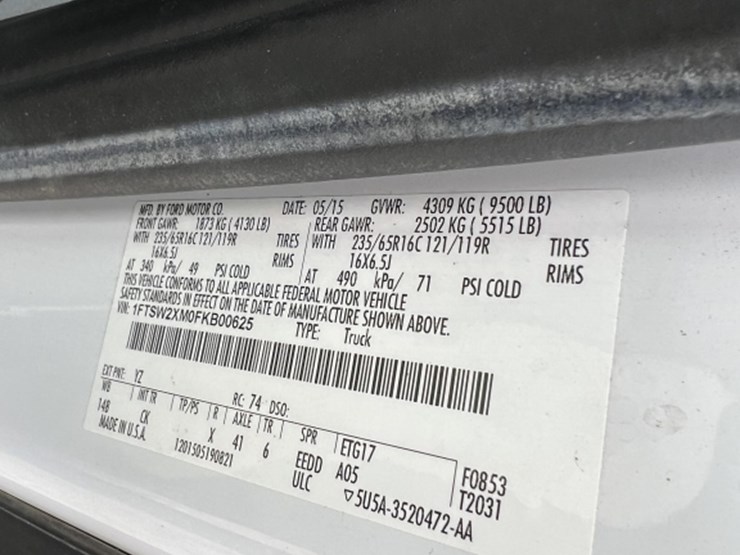 MFD. BY FORD MOTOR CO. DATE: 05/15 GVWR: 4309 KG ( 9500 LB)
FRONT GAWR: 1873 KG ( 4130 LB) REAR GAWR: 2502 KG ( 5515 LB)
WITH 235/65R16C 121/119R TIRES WITH 235/65R16C 121/119R TIRES
16X6.5J RIMS 16X6.5J RIMS
AT 340 kPa/ 49 PSI COLD AT 490 kPa/ 71 PSI COLD
THIS VEHICLE CONFORMS TO ALL APPLICABLE FEDERAL MOTOR VEHICLE
SAFETY STANDARDS IN EFFECT ON THE DATE OF MANUFACTURE SHOWN ABOVE.
VIN: 1FTSW2XM0FKB00625 TYPE: Truck
EXT PNT: YZ RC: 74 DSO:
WB INT TR TP/PS R AXLE TR SPR ETG17 F0853
148 CK X 41 6 EEDD A05 T2031
MADE IN U.S.A. 1201505190821 ULC ▽5U5A-3520472-AA